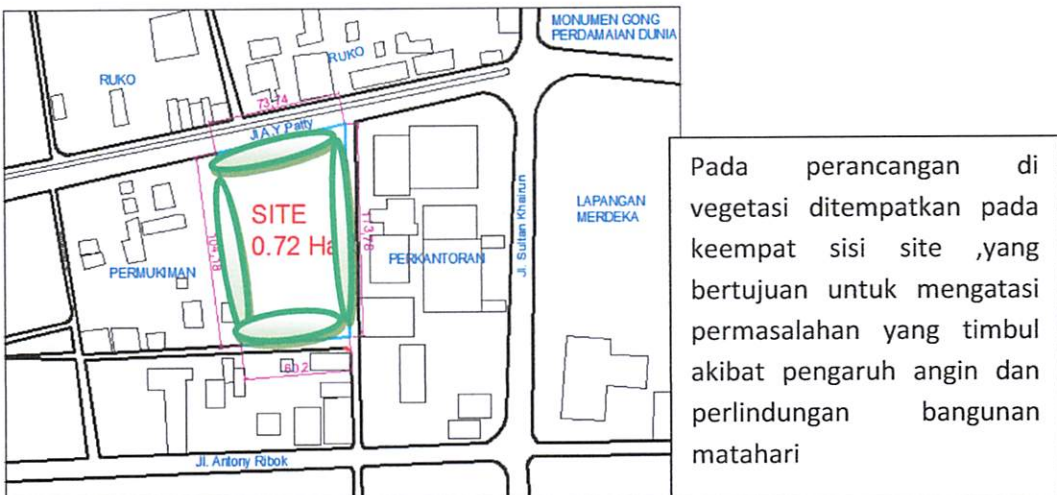 MONUMEN GONG
PERDAMAIAN DUNIA
RUKO
RUKO
73,74
Jl.A.Y Patty
SITE
0.72 Ha
104,18
113,78
PERMUKIMAN
PERKANTORAN
Jl. Sultan Khairun
LAPANGAN
MERDEKA
60,2
Jl. Antony Ribok
Pada perancangan di
vegetasi ditempatkan pada
keempat sisi site ,yang
bertujuan untuk mengatasi
permasalahan yang timbul
akibat pengaruh angin dan
perlindungan bangunan
matahari